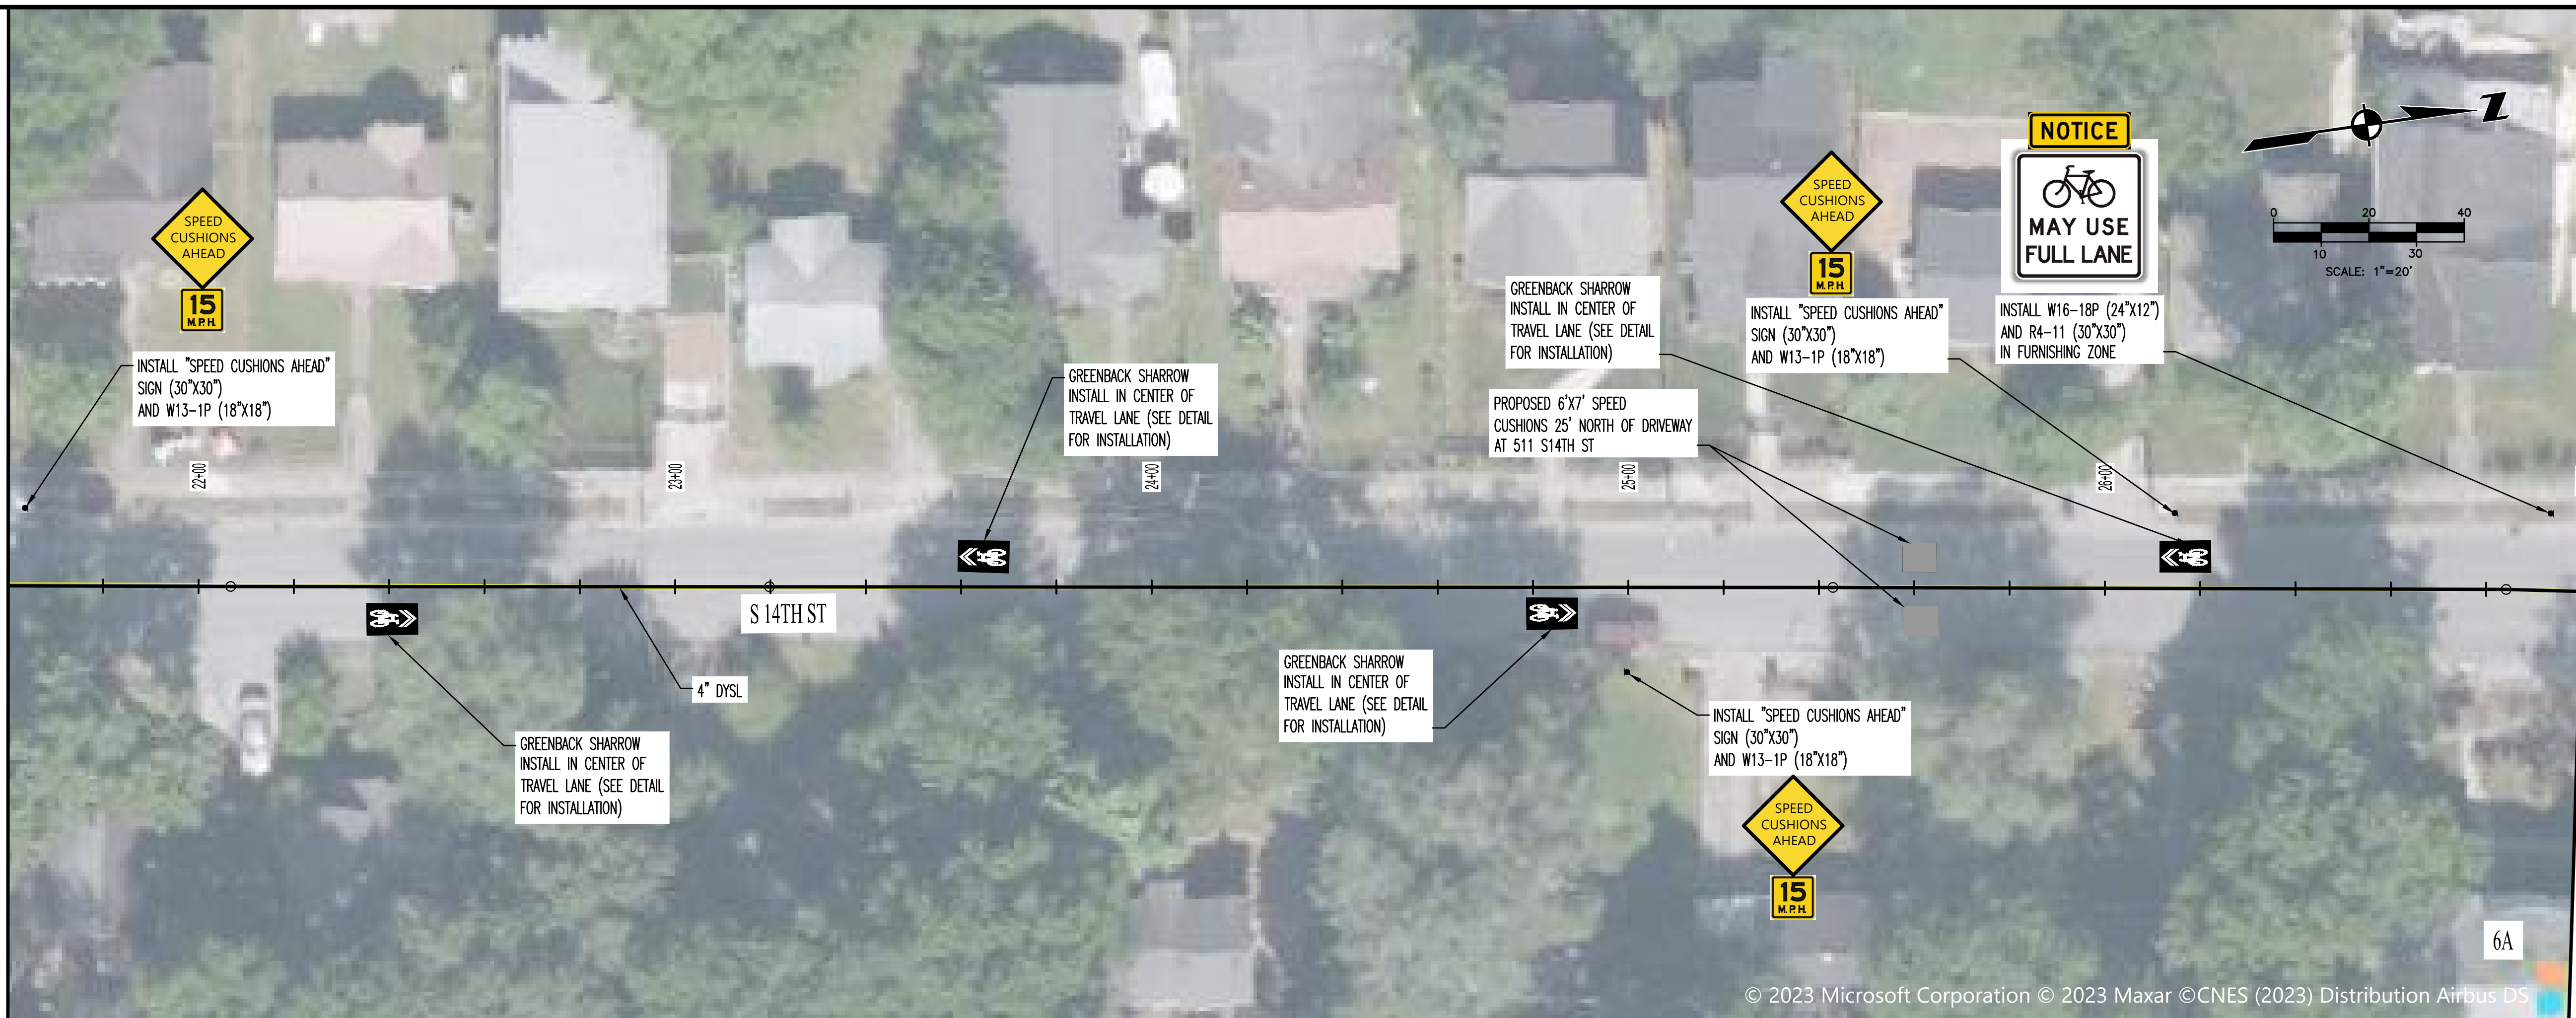 NOTICE
MAY USE
FULL LANE
Z
SPEED
CUSHIONS
AHEAD
15
M.P.H.
SPEED
CUSHIONS
AHEAD
15
M.P.H.
0 20 40
10 30
SCALE: 1"=20'
INSTALL "SPEED CUSHIONS AHEAD"
SIGN (30"X30")
AND W13-1P (18"X18")
GREENBACK SHARROW
INSTALL IN CENTER OF
TRAVEL LANE (SEE DETAIL
FOR INSTALLATION)
GREENBACK SHARROW
INSTALL IN CENTER OF
TRAVEL LANE (SEE DETAIL
FOR INSTALLATION)
INSTALL "SPEED CUSHIONS AHEAD"
SIGN (30"X30")
AND W13-1P (18"X18")
INSTALL W16-18P (24"X12")
AND R4-11 (30"X30")
IN FURNISHING ZONE
PROPOSED 6'X7' SPEED
CUSHIONS 25' NORTH OF DRIVEWAY
AT 511 S14TH ST
22+00
23+00
24+00
25+00
26+00
S 14TH ST
4" DYSL
GREENBACK SHARROW
INSTALL IN CENTER OF
TRAVEL LANE (SEE DETAIL
FOR INSTALLATION)
GREENBACK SHARROW
INSTALL IN CENTER OF
TRAVEL LANE (SEE DETAIL
FOR INSTALLATION)
INSTALL "SPEED CUSHIONS AHEAD"
SIGN (30"X30")
AND W13-1P (18"X18")
SPEED
CUSHIONS
AHEAD
15
M.P.H.
6A
© 2023 Microsoft Corporation © 2023 Maxar ©CNES (2023) Distribution Airbus DS